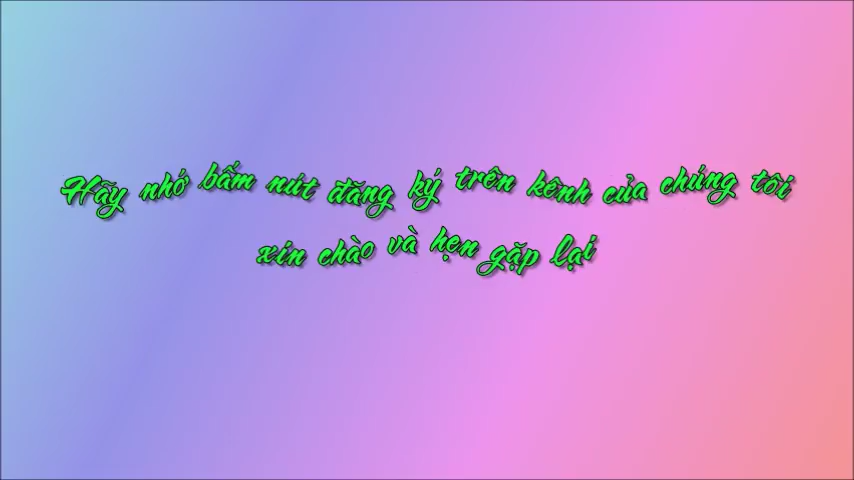 Hãy nhớ bấm nút đăng ký trên kênh của chúng tôi
xin chào và hẹn gặp lại